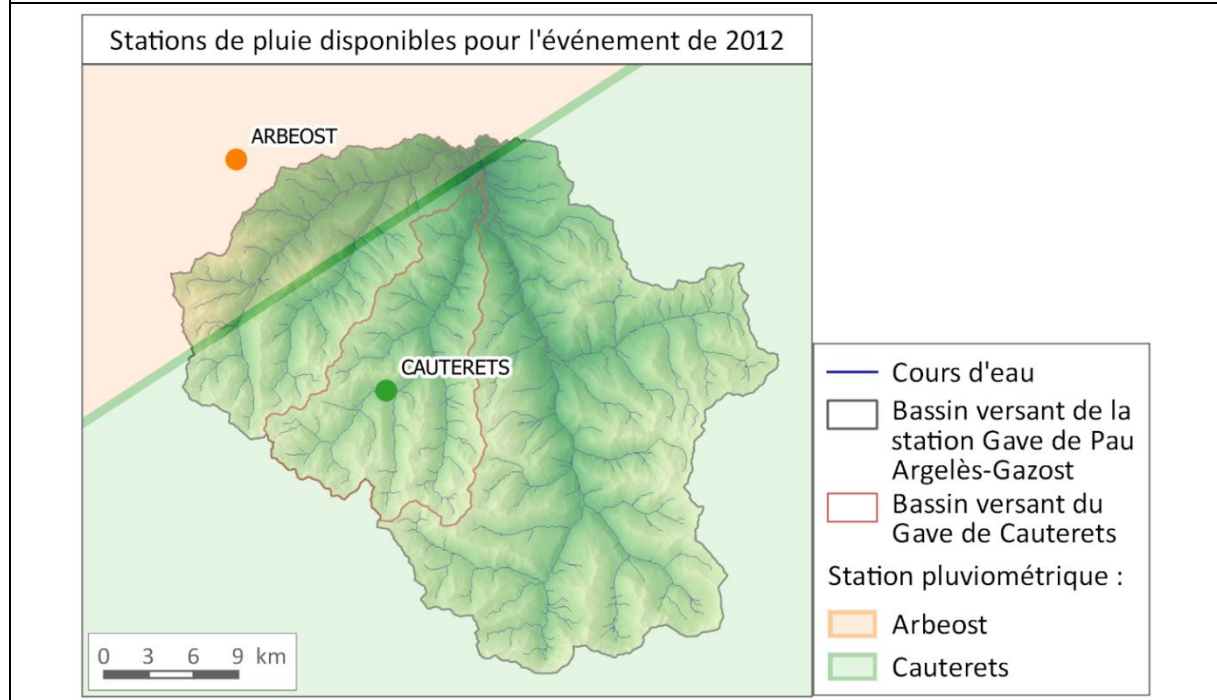 Stations de pluie disponibles pour l'événement de 2012
ARBEOST
CAUTERETS
0 3 6 9 km
Cours d'eau
Bassin versant de la
station Gave de Pau
Argelès-Gazost
Bassin versant du
Gave de Cauterets
Station pluviométrique :
Arbeost
Cauterets